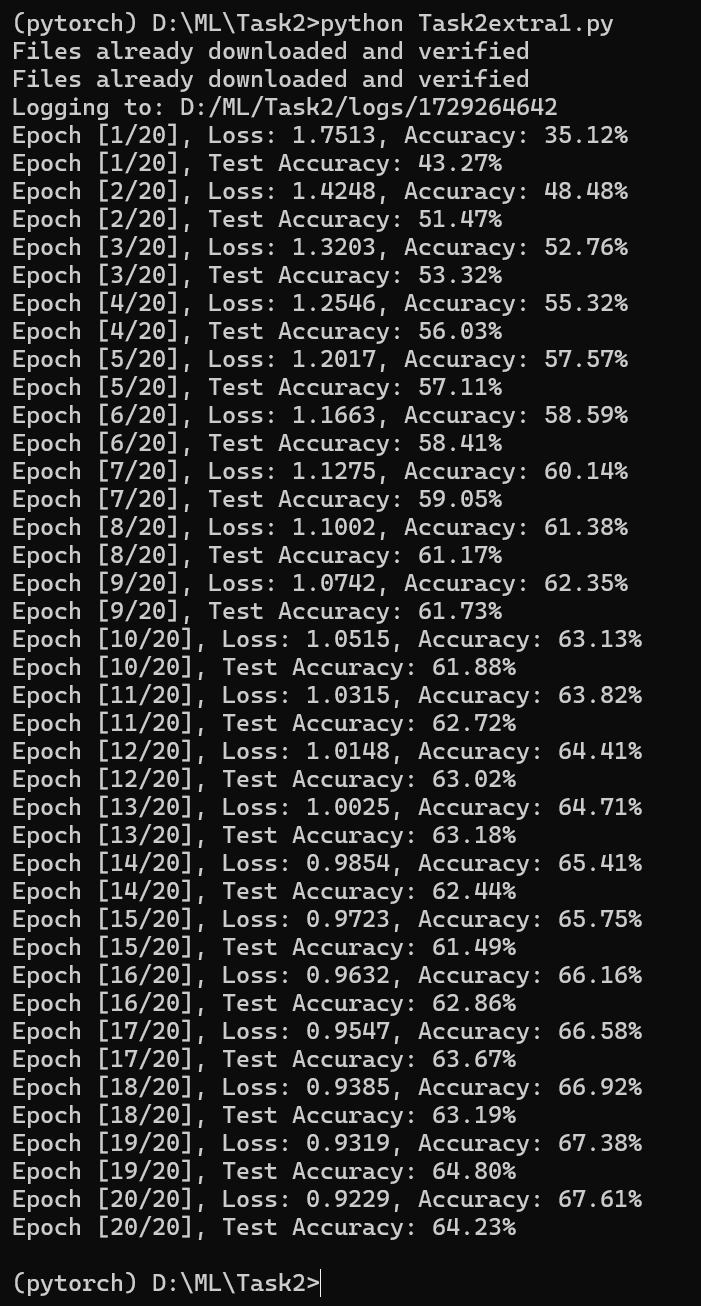 (pytorch) D:\ML\Task2>python Task2extra1.py
Files already downloaded and verified
Files already downloaded and verified
Logging to: D:/ML/Task2/logs/1729264642
Epoch [1/20], Loss: 1.7513, Accuracy: 35.12%
Epoch [1/20], Test Accuracy: 43.27%
Epoch [2/20], Loss: 1.4248, Accuracy: 48.48%
Epoch [2/20], Test Accuracy: 51.47%
Epoch [3/20], Loss: 1.3203, Accuracy: 52.76%
Epoch [3/20], Test Accuracy: 53.32%
Epoch [4/20], Loss: 1.2546, Accuracy: 55.32%
Epoch [4/20], Test Accuracy: 56.03%
Epoch [5/20], Loss: 1.2017, Accuracy: 57.57%
Epoch [5/20], Test Accuracy: 57.11%
Epoch [6/20], Loss: 1.1663, Accuracy: 58.59%
Epoch [6/20], Test Accuracy: 58.41%
Epoch [7/20], Loss: 1.1275, Accuracy: 60.14%
Epoch [7/20], Test Accuracy: 59.05%
Epoch [8/20], Loss: 1.1002, Accuracy: 61.38%
Epoch [8/20], Test Accuracy: 61.17%
Epoch [9/20], Loss: 1.0742, Accuracy: 62.35%
Epoch [9/20], Test Accuracy: 61.73%
Epoch [10/20], Loss: 1.0515, Accuracy: 63.13%
Epoch [10/20], Test Accuracy: 61.88%
Epoch [11/20], Loss: 1.0315, Accuracy: 63.82%
Epoch [11/20], Test Accuracy: 62.72%
Epoch [12/20], Loss: 1.0148, Accuracy: 64.41%
Epoch [12/20], Test Accuracy: 63.02%
Epoch [13/20], Loss: 1.0025, Accuracy: 64.71%
Epoch [13/20], Test Accuracy: 63.18%
Epoch [14/20], Loss: 0.9854, Accuracy: 65.41%
Epoch [14/20], Test Accuracy: 62.44%
Epoch [15/20], Loss: 0.9723, Accuracy: 65.75%
Epoch [15/20], Test Accuracy: 61.49%
Epoch [16/20], Loss: 0.9632, Accuracy: 66.16%
Epoch [16/20], Test Accuracy: 62.86%
Epoch [17/20], Loss: 0.9547, Accuracy: 66.58%
Epoch [17/20], Test Accuracy: 63.67%
Epoch [18/20], Loss: 0.9385, Accuracy: 66.92%
Epoch [18/20], Test Accuracy: 63.19%
Epoch [19/20], Loss: 0.9319, Accuracy: 67.38%
Epoch [19/20], Test Accuracy: 64.80%
Epoch [20/20], Loss: 0.9229, Accuracy: 67.61%
Epoch [20/20], Test Accuracy: 64.23%
(pytorch) D:\ML\Task2>